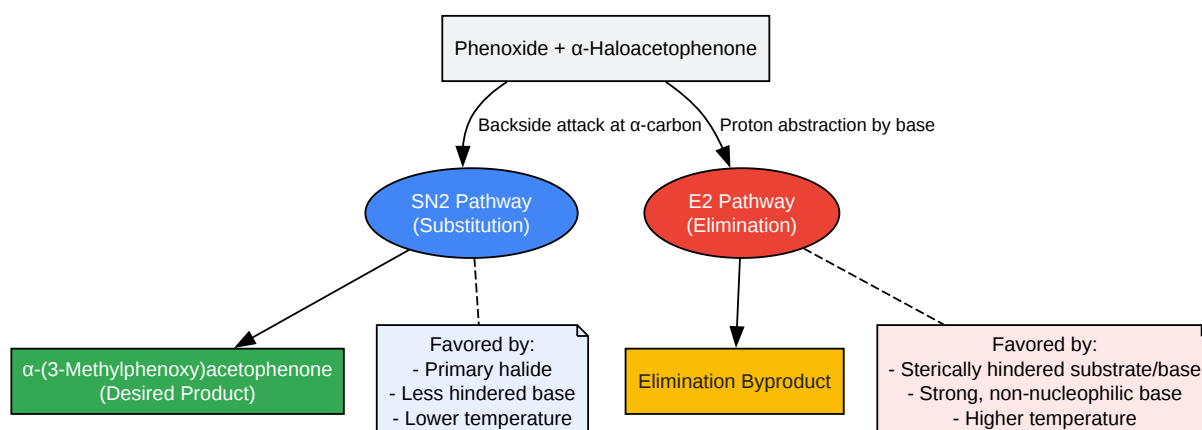 Phenoxide + α-Haloacetophenone
Backside attack at α-carbon
Proton abstraction by base
SN2 Pathway
(Substitution)
E2 Pathway
(Elimination)
α-(3-Methylphenoxy)acetophenone
(Desired Product)
Favored by:
- Primary halide
- Less hindered base
- Lower temperature
Elimination Byproduct
Favored by:
- Sterically hindered substrate/base
- Strong, non-nucleophilic base
- Higher temperature